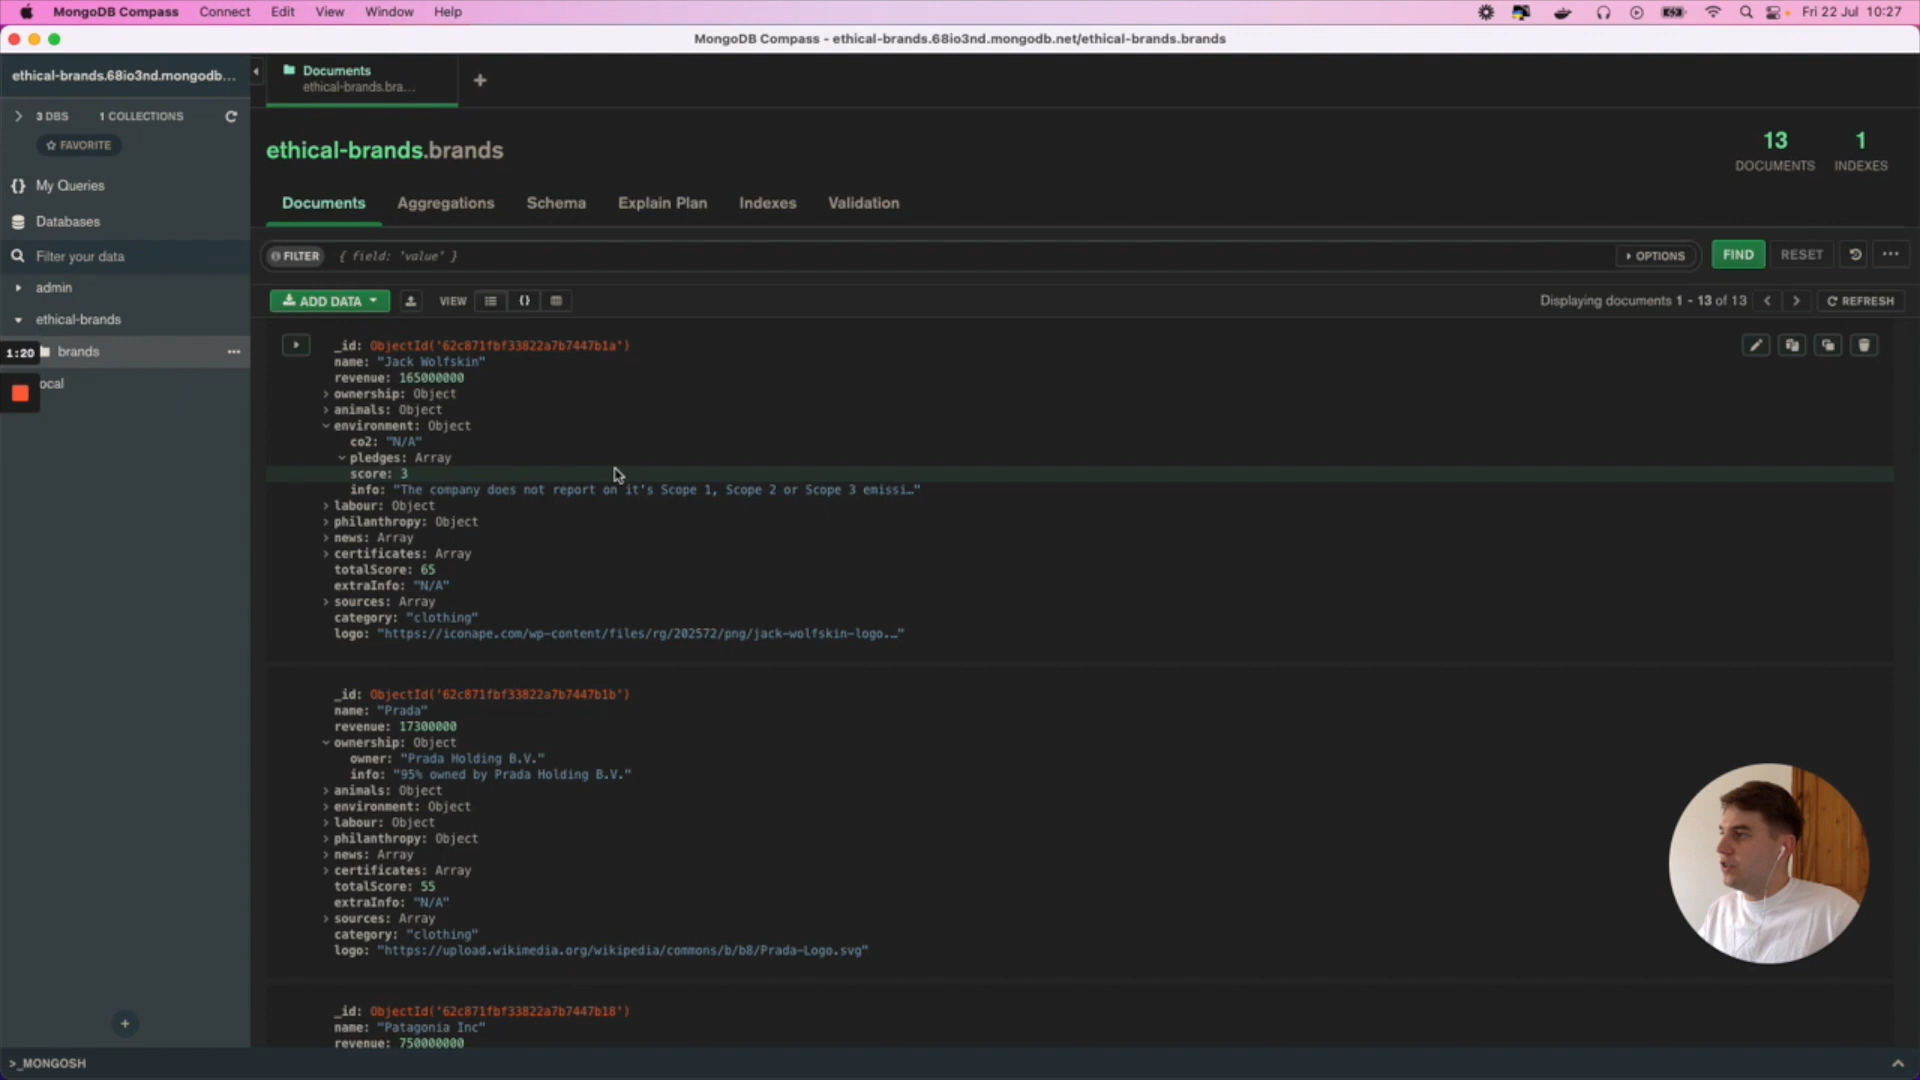 MongoDB Compass Connect Edit View Window Help Fri 22 Jul 10:27
MongoDB Compass - ethical-brands.68io3nd.mongodb.net/ethical-brands.brands
ethical-brands.68io3nd.mongodb...
Documents
ethical-brands.bra...
3 DBS 1 COLLECTIONS
FAVORITE
My Queries
Databases
Filter your data
admin
ethical-brands
1:20 brands
ocal
ethical-brands.brands
13 DOCUMENTS
1 INDEXES
Documents Aggregations Schema Explain Plan Indexes Validation
FILTER { field: 'value' } OPTIONS FIND RESET
ADD DATA VIEW {} Displaying documents 1 - 13 of 13 REFRESH
_id: ObjectId('62c871fbf33822a7b7447b1a')
name: "Jack Wolfskin"
revenue: 165000000
ownership: Object
animals: Object
environment: Object
co2: "N/A"
pledges: Array
score: 3
info: "The company does not report on it's Scope 1, Scope 2 or Scope 3 emissi…"
labour: Object
philanthropy: Object
news: Array
certificates: Array
totalScore: 65
extraInfo: "N/A"
sources: Array
category: "clothing"
logo: "https://iconape.com/wp-content/files/rg/202572/png/jack-wolfskin-logo.…"
_id: ObjectId('62c871fbf33822a7b7447b1b')
name: "Prada"
revenue: 17300000
ownership: Object
owner: "Prada Holding B.V."
info: "95% owned by Prada Holding B.V."
animals: Object
environment: Object
labour: Object
philanthropy: Object
news: Array
certificates: Array
totalScore: 55
extraInfo: "N/A"
sources: Array
category: "clothing"
logo: "https://upload.wikimedia.org/wikipedia/commons/b/b8/Prada-Logo.svg"
_id: ObjectId('62c871fbf33822a7b7447b18')
name: "Patagonia Inc"
revenue: 750000000
>_MONGOSH